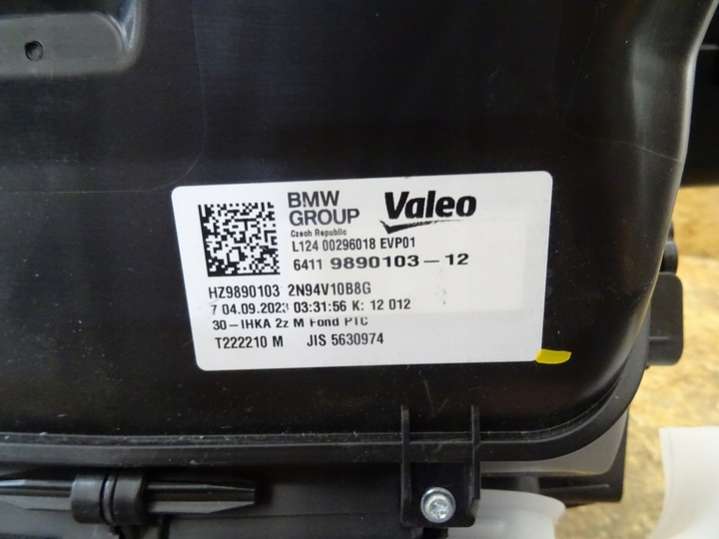 BMW
GROUP
Valeo
Czech Republic
L124 00296018 EVP01
6411 9890103-12
HZ9890103 2N94V10B8G
7 04.09.2023 03:31:56 K: 12 012
30-IHKA 2z M Fond PTC
T222210 M JIS 5630974